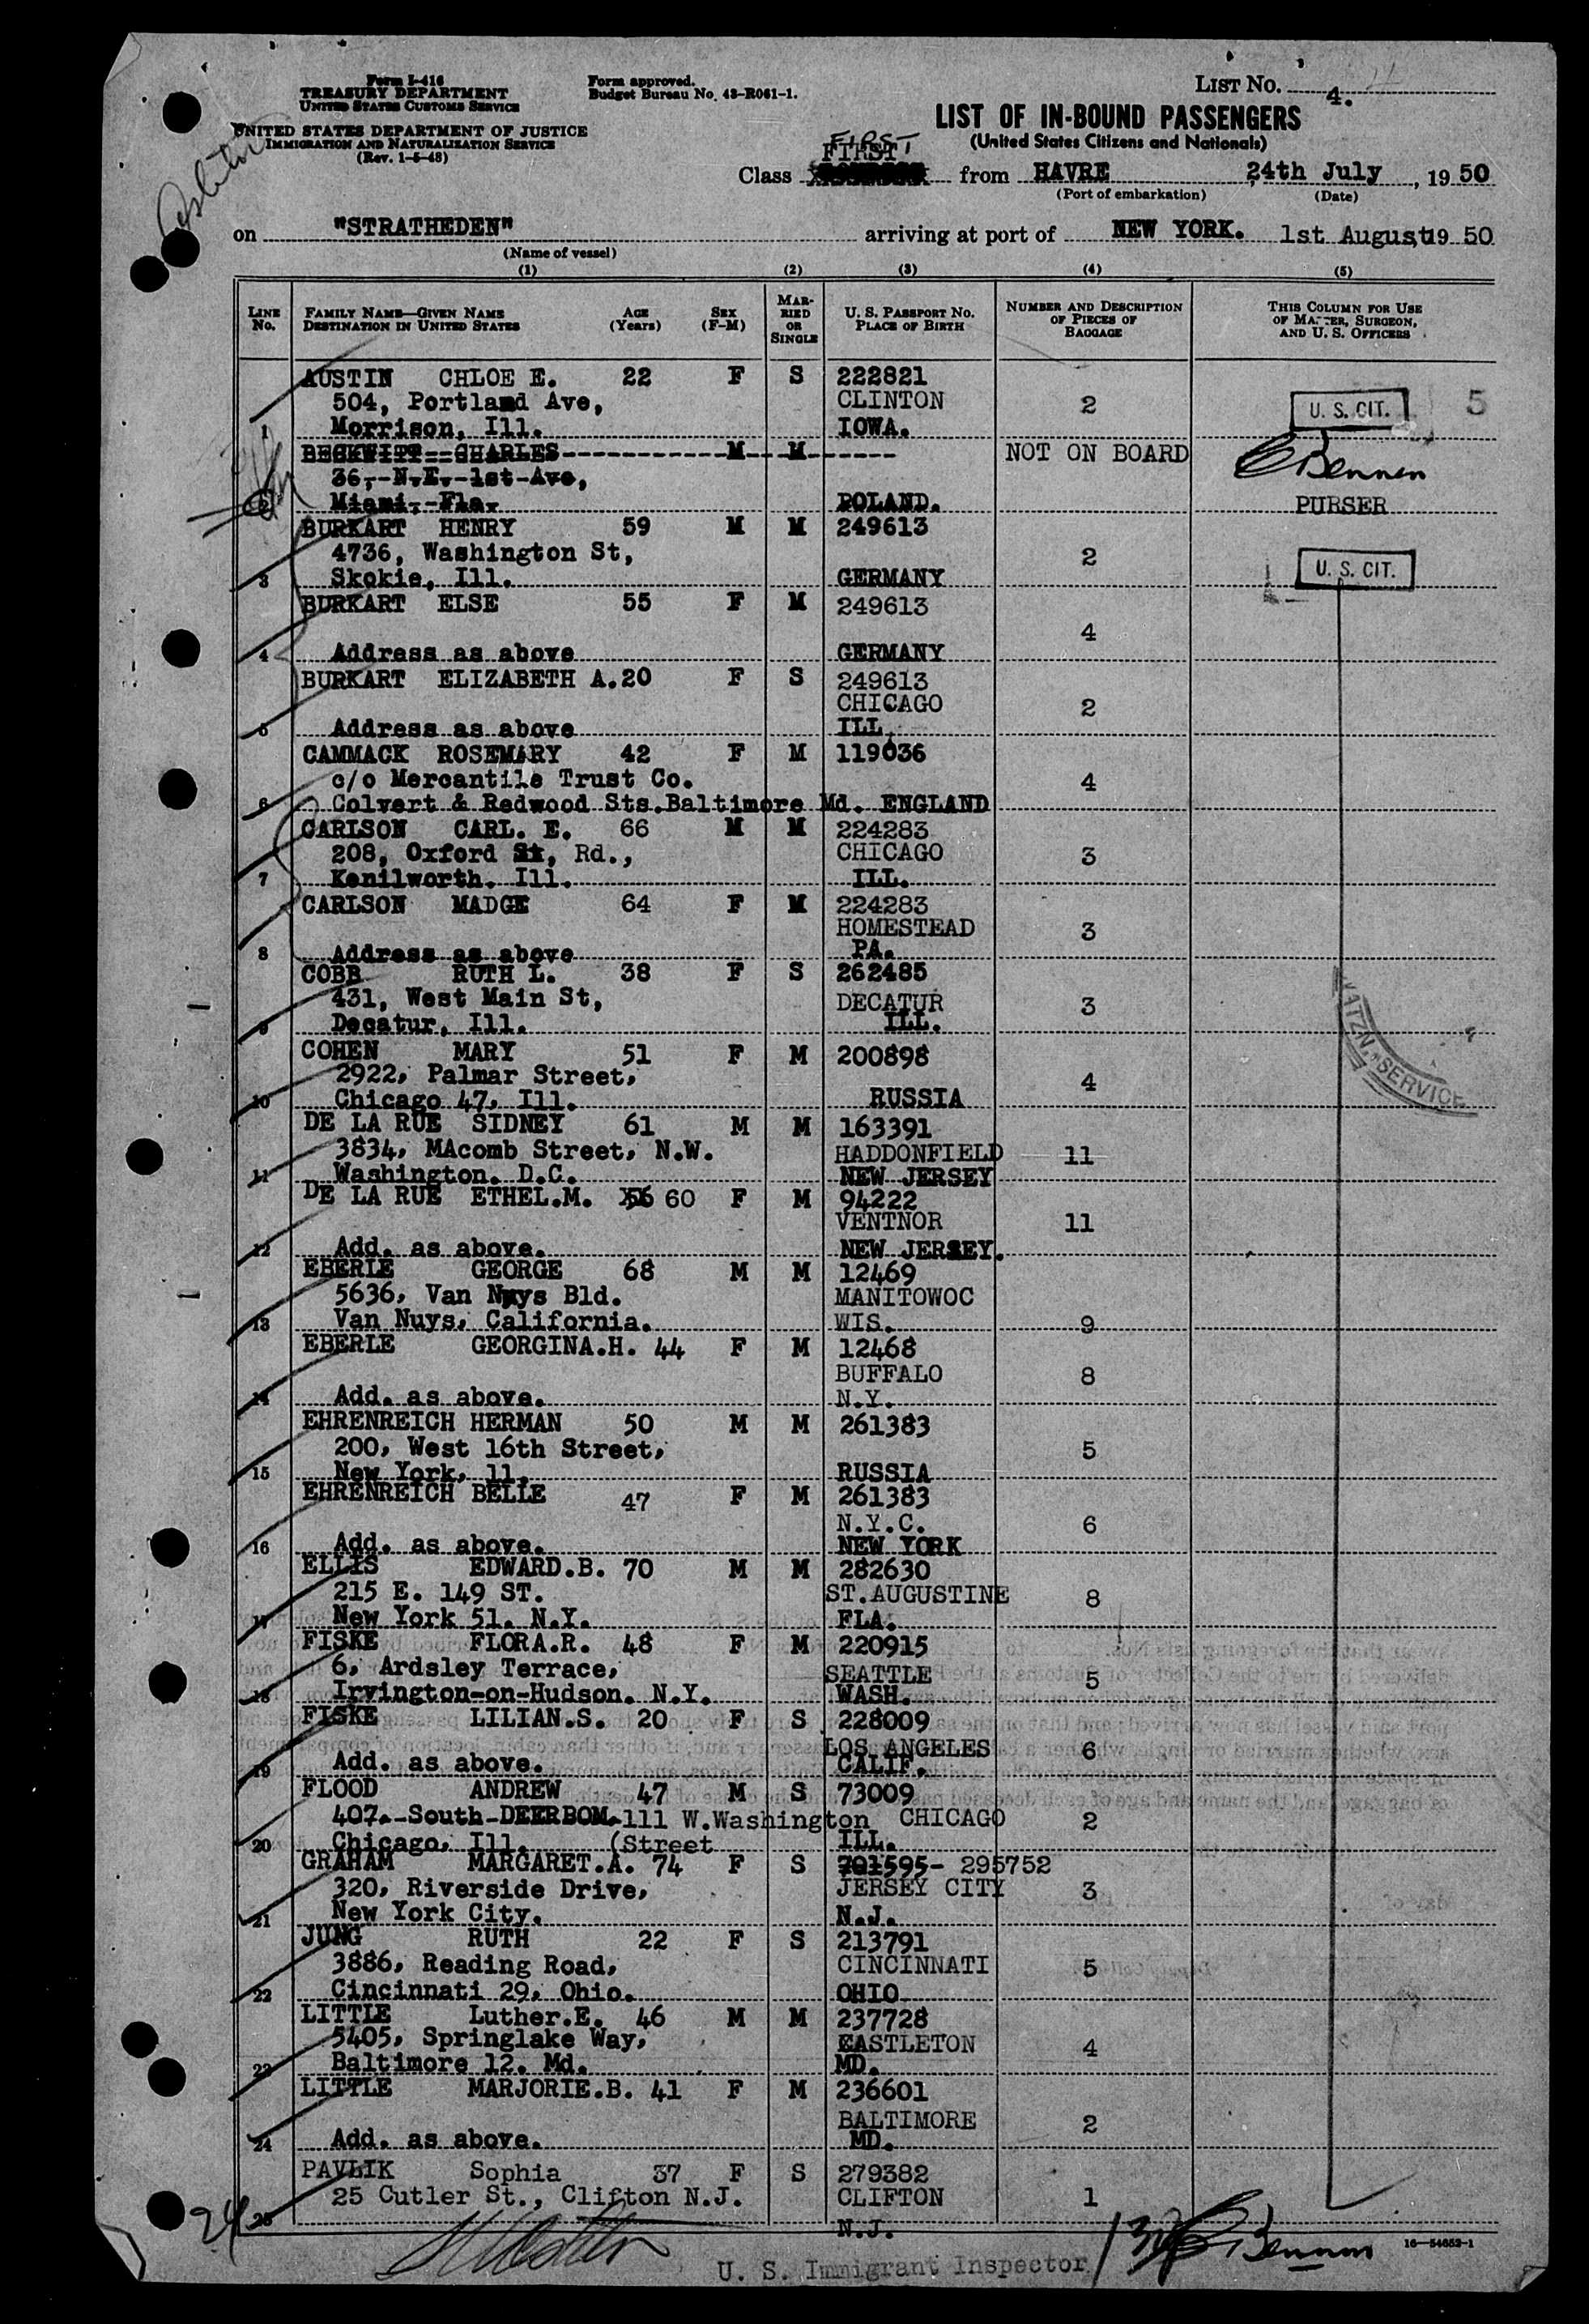 Form I-416
TREASURY DEPARTMENT
UNITED STATES CUSTOMS SERVICE
UNITED STATES DEPARTMENT OF JUSTICE
IMMIGRATION AND NATURALIZATION SERVICE
(Rev. 1-5-48)
Form approved.
Budget Bureau No. 43-R061-1.
LIST No. 4.
LIST OF IN-BOUND PASSENGERS
(United States Citizens and Nationals)
FIRST
FIRST
Class from HAVRE 24th July, 1950
(Port of embarkation) (Date)
on "STRATHEDEN" arriving at port of NEW YORK. 1st August, 1950
(Name of vessel)
(1) (2) (3) (4) (5)
LINE No. FAMILY NAME—GIVEN NAME DESTINATION IN UNITED STATES AGE (Years) SEX (F-M) MARRIED OR SINGLE U. S. PASSPORT No. PLACE OF BIRTH NUMBER AND DESCRIPTION OF PIECES OF BAGGAGE THIS COLUMN FOR USE OF MASTER, SURGEON, AND U. S. OFFICERS
AUSTIN CHLOE E. 22 F S 222821
504, Portland Ave, CLINTON 2 U. S. CIT. 5
1 Morrison, Ill. IOWA.
BECKWITT CHARLES M M NOT ON BOARD CBennen
36, N.E. 1st Ave,
2 Miami, Fla. POLAND. PURSER
BURKART HENRY 59 M M 249613
4736, Washington St, 2 U. S. CIT.
3 Skokie, Ill. GERMANY
BURKART ELSE 55 F M 249613
4
4 Address as above GERMANY
BURKART ELIZABETH A. 20 F S 249613
CHICAGO 2
5 Address as above ILL.
CAMMACK ROSEMARY 42 F M 119036
c/o Mercantile Trust Co. 4
6 Colvert & Redwood Sts. Baltimore Md. ENGLAND
CARLSON CARL. E. 66 M M 224283
208, Oxford St, Rd., CHICAGO 3
7 Kenilworth. Ill. ILL.
CARLSON MADGE 64 F M 224283
HOMESTEAD 3
8 Address as above PA.
COBB RUTH L. 38 F S 262485
431, West Main St, DECATUR 3
9 Decatur, Ill. ILL.
COHEN MARY 51 F M 200898
2922, Palmar Street, 4
10 Chicago 47, Ill. RUSSIA
NATZN. SERVICE
DE LA RUE SIDNEY 61 M M 163391
3834, MAcomb Street, N.W. HADDONFIELD 11
11 Washington. D.C. NEW JERSEY
DE LA RUE ETHEL.M. 56 60 F M 94222
VENTNOR 11
12 Add. as above. NEW JERSEY.
EBERLE GEORGE 68 M M 12469
5636, Van Nuys Bld. MANITOWOC
13 Van Nuys, California. WIS. 9
EBERLE GEORGINA.H. 44 F M 12468
BUFFALO 8
14 Add. as above. N.Y.
EHRENREICH HERMAN 50 M M 261383
200, West 16th Street, 5
15 New York, 11. RUSSIA
EHRENREICH BELLE 47 F M 261383
N.Y.C. 6
16 Add. as above. NEW YORK
ELLIS EDWARD.B. 70 M M 282630
215 E. 149 ST. ST.AUGUSTINE 8
17 New York 51. N.Y. FLA.
FISKE FLORA.R. 48 F M 220915
6, Ardsley Terrace, SEATTLE 5
18 Irvington-on-Hudson. N.Y. WASH.
FISKE LILIAN.S. 20 F S 228009
LOS ANGELES 6
19 Add. as above. CALIF.
FLOOD ANDREW 47 M S 73009
407. South DEERBOM. 111 W.Washington CHICAGO 2
20 Chicago, Ill. (Street ILL.
GRAHAM MARGARET.A. 74 F S 701595- 295752
320, Riverside Drive, JERSEY CITY 3
21 New York City. N.J.
JUNG RUTH 22 F S 213791
3886, Reading Road, CINCINNATI 5
22 Cincinnati 29, Ohio. OHIO
LITTLE Luther.E. 46 M M 237728
5405, Springlake Way, EASTLETON 4
23 Baltimore 12. Md. MD.
LITTLE MARJORIE.B. 41 F M 236601
BALTIMORE 2
24 Add. as above. MD.
PAVLIK Sophia 37 F S 279382
25 Cutler St., Clifton N.J. CLIFTON 1
25 N.J.
24
U. S. Immigrant Inspector Bennen
16—54652-1